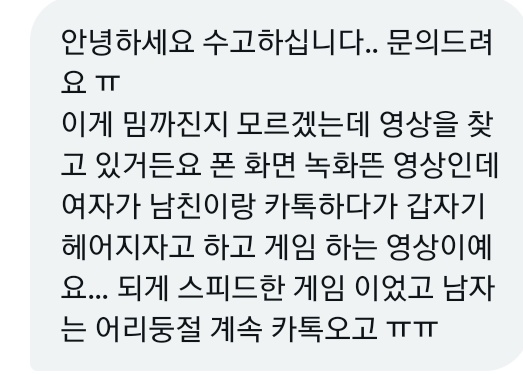 안녕하세요 수고하십니다.. 문의드려
요 ㅠ
이게 밈까진지 모르겠는데 영상을 찾
고 있거든요 폰 화면 녹화뜬 영상인데
여자가 남친이랑 카톡하다가 갑자기
헤어지자고 하고 게임 하는 영상이예
요... 되게 스피드한 게임 이었고 남자
는 어리둥절 계속 카톡오고 ㅠㅠ